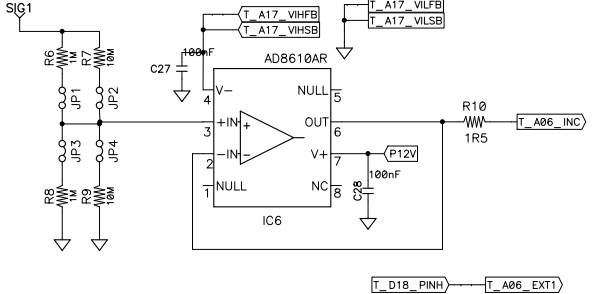 SIG1
T_A17_VIHFB
T_A17_VIHSB
T_A17_VILFB
T_A17_VILSB
R6
1M
R7
10M
100nF
C27
AD8610AR
JP1
JP2
V-
4
NULL
5
R10
1R5
+IN
3
+
OUT
6
T_A06_INC
JP3
JP4
-IN
2
-
V+
7
P12V
100nF
C28
NULL
1
NC
8
R8
1M
R9
10M
IC6
T_D18_PINH
T_A06_EXT1